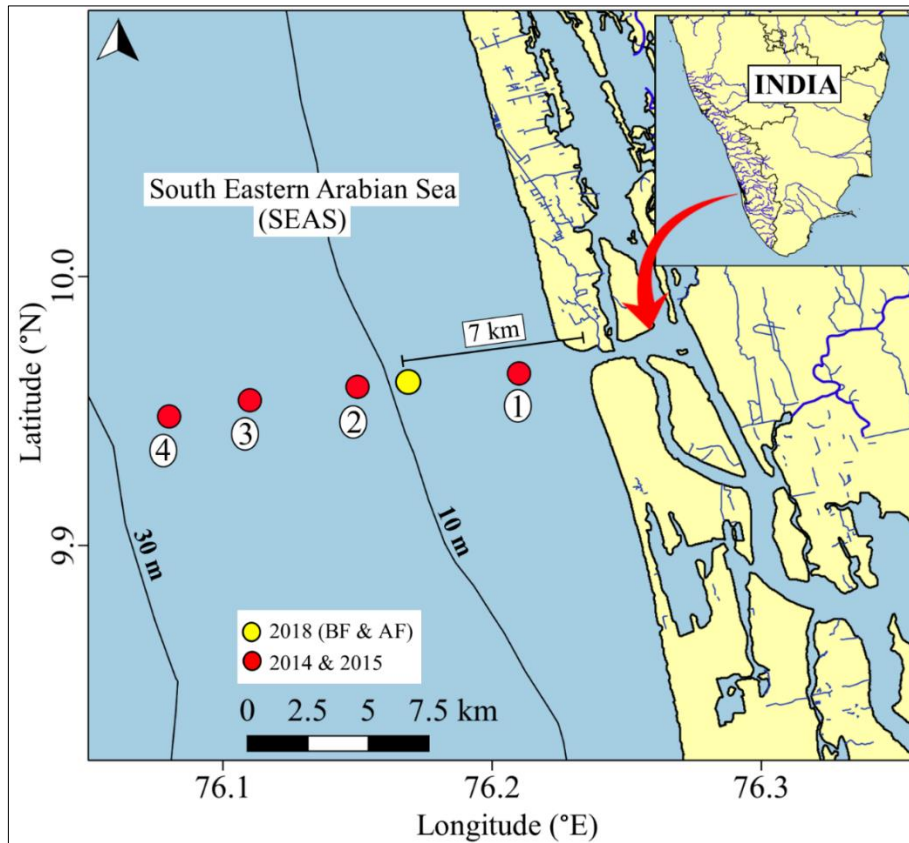 INDIA
South Eastern Arabian Sea
(SEAS)
10.0
7 km
Latitude (°N)
1
2
3
4
9.9
30 m
10 m
2018 (BF & AF)
2014 & 2015
0 2.5 5 7.5 km
76.1 76.2 76.3
Longitude (°E)